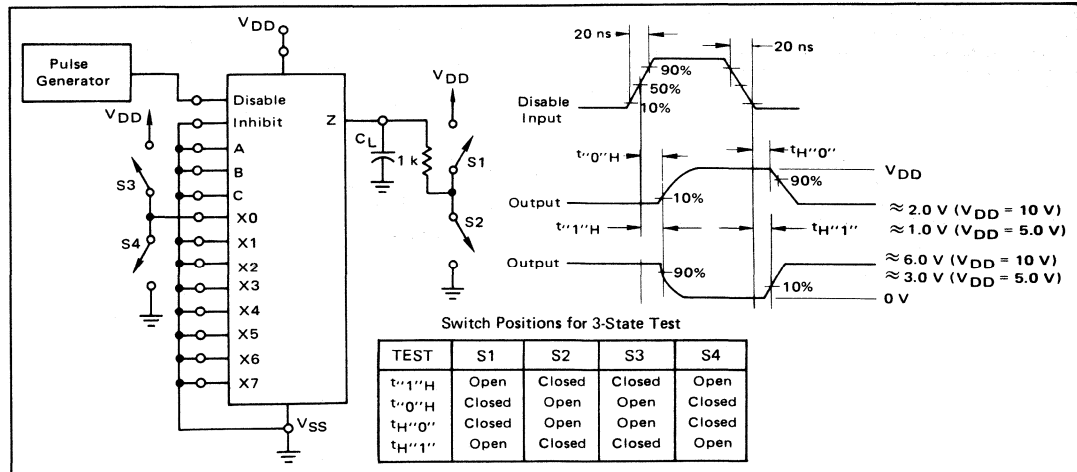 Pulse
Generator
VDD
VDD
Disable
Inhibit
A
B
C
X0
X1
X2
X3
X4
X5
X6
X7
Z
VSS
S3
S4
CL
1 k
VDD
S1
S2
20 ns
20 ns
90%
50%
10%
Disable
Input
t"0"H
tH"0"
VDD
90%
10%
Output
≈ 2.0 V (VDD = 10 V)
≈ 1.0 V (VDD = 5.0 V)
t"1"H
tH"1"
Output
90%
10%
≈ 6.0 V (VDD = 10 V)
≈ 3.0 V (VDD = 5.0 V)
0 V
Switch Positions for 3-State Test
TEST S1 S2 S3 S4
t"1"H Open Closed Closed Open
t"0"H Closed Open Open Closed
tH"0" Closed Open Open Closed
tH"1" Open Closed Closed Open